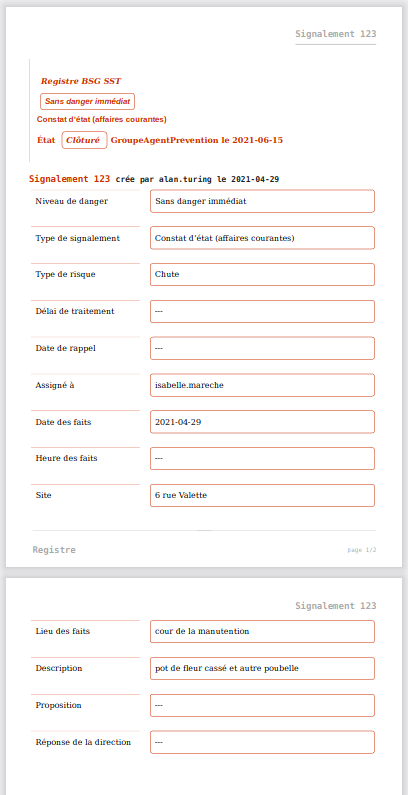 Signalement 123
Registre BSG SST
Sans danger immédiat
Constat d'état (affaires courantes)
État Clôturé GroupeAgentPrevention le 2021-06-15
Signalement 123 crée par alan.turing le 2021-04-29
Niveau de danger Sans danger immédiat
Type de signalement Constat d'état (affaires courantes)
Type de risque Chute
Délai de traitement ---
Date de rappel ---
Assigné à isabelle.mareche
Date des faits 2021-04-29
Heure des faits ---
Site 6 rue Valette
Registre page 1/2
Signalement 123
Lieu des faits cour de la manutention
Description pot de fleur cassé et autre poubelle
Proposition ---
Réponse de la direction ---